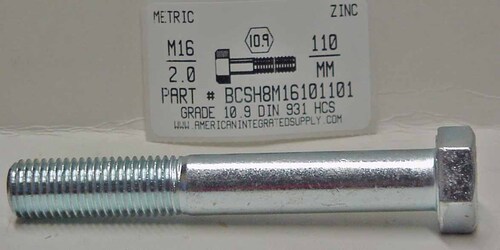 METRIC ZINC
M16 10.9 110
2.0 MM
PART # BCSH8M16101101
GRADE 10.9 DIN 931 HCS
WWW.AMERICANINTEGRATEDSUPPLY.COM